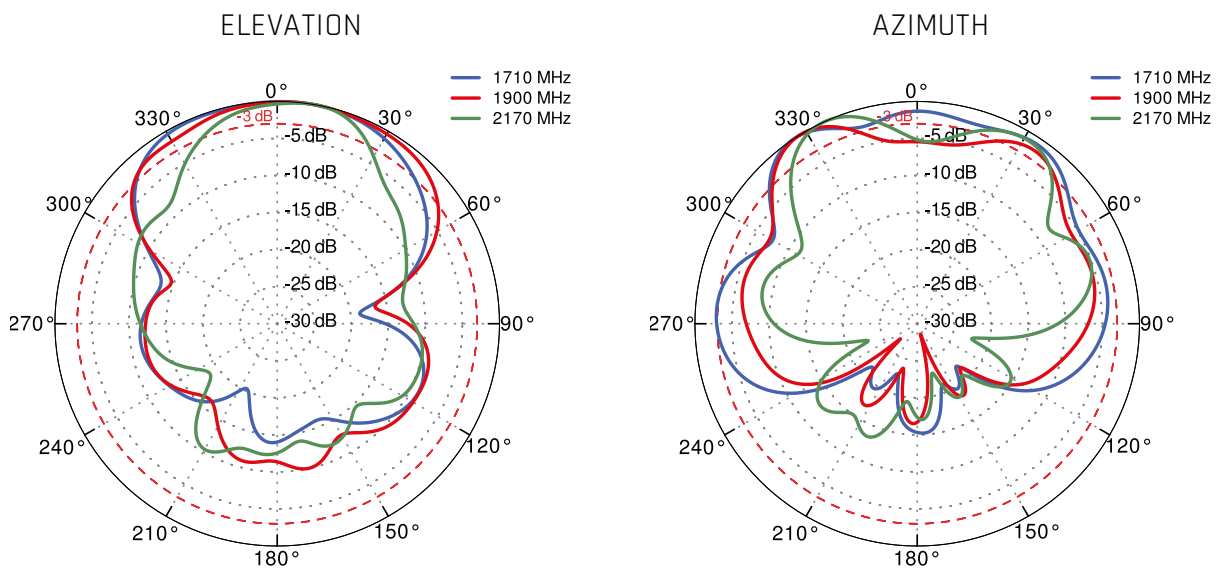 ELEVATION
1710 MHz
1900 MHz
2170 MHz
0°
330°
-3 dB
30°
-5 dB
-10 dB
300°
60°
-15 dB
-20 dB
-25 dB
270°
-30 dB
90°
240°
120°
210°
150°
180°
AZIMUTH
1710 MHz
1900 MHz
2170 MHz
0°
330°
-3 dB
30°
-5 dB
-10 dB
300°
60°
-15 dB
-20 dB
-25 dB
270°
-30 dB
90°
240°
120°
210°
150°
180°